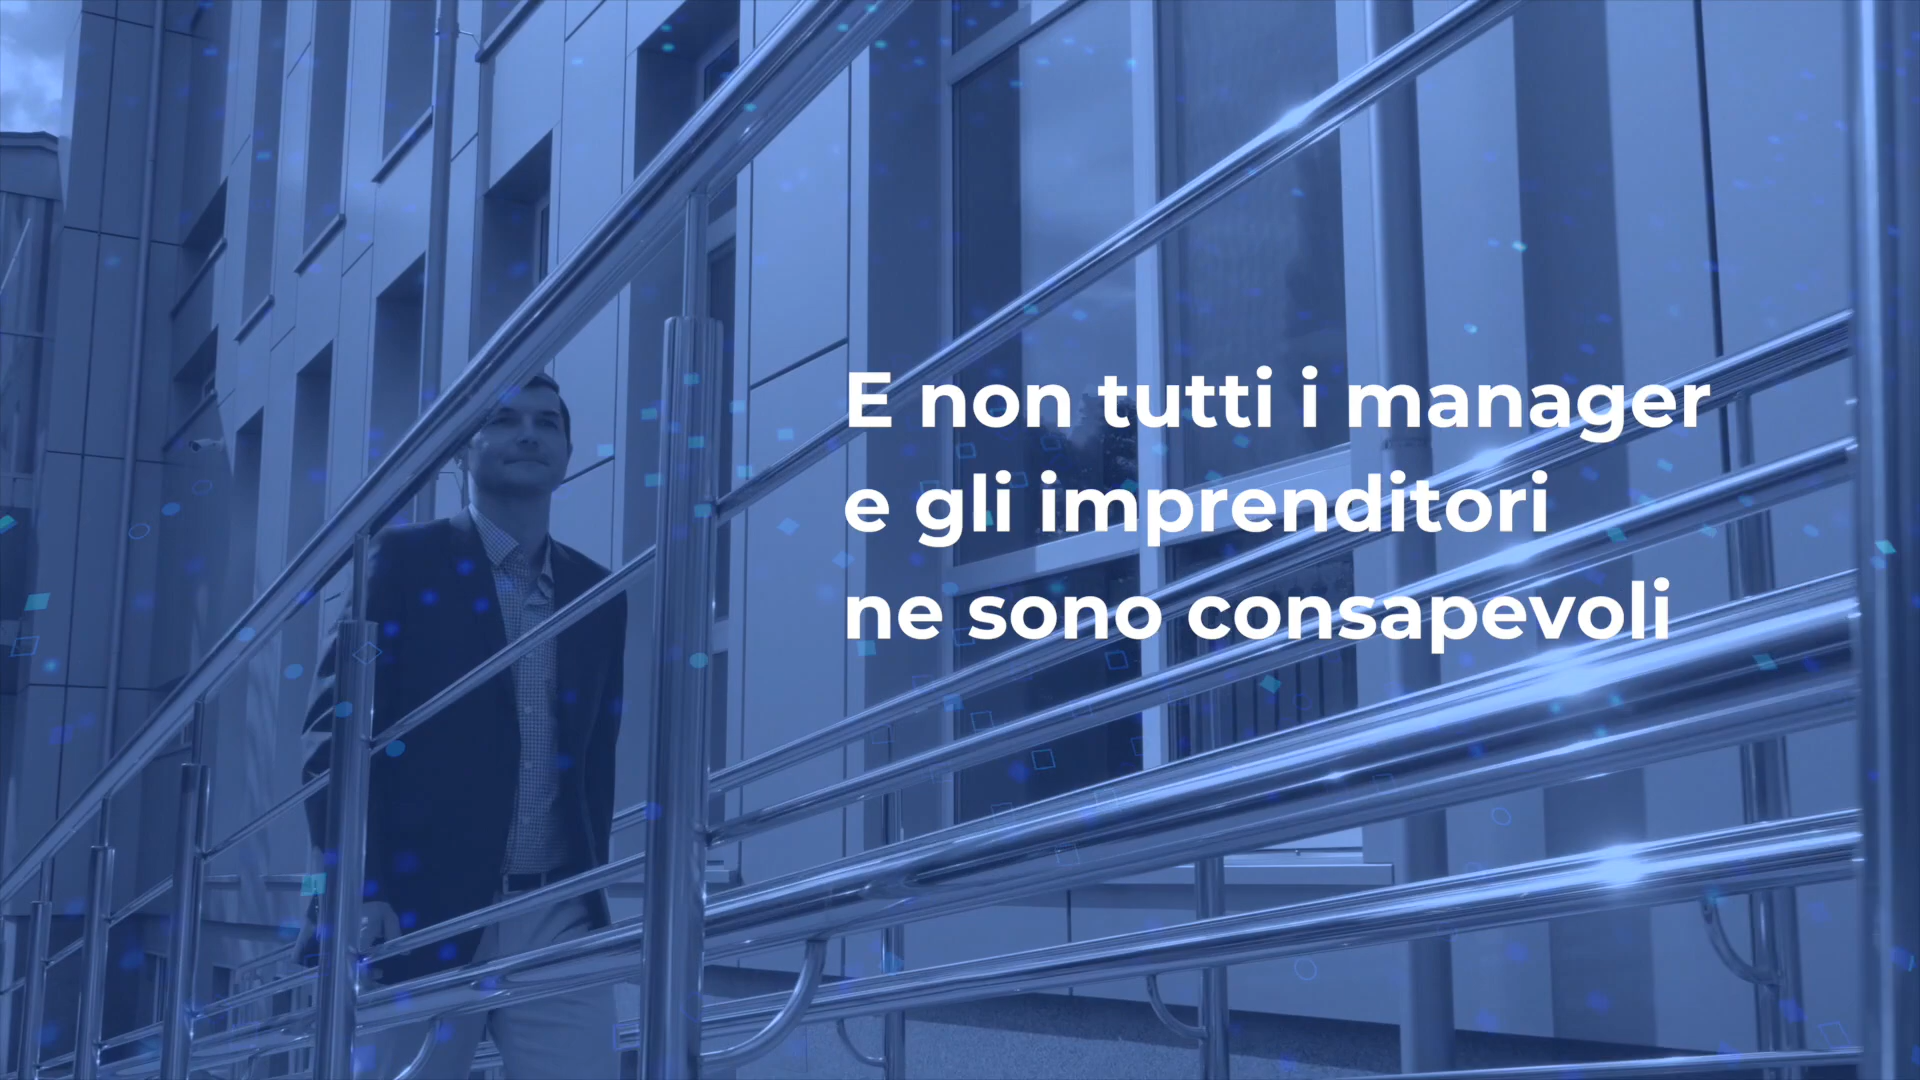 E non tutti i manager
e gli imprenditori
ne sono consapevoli